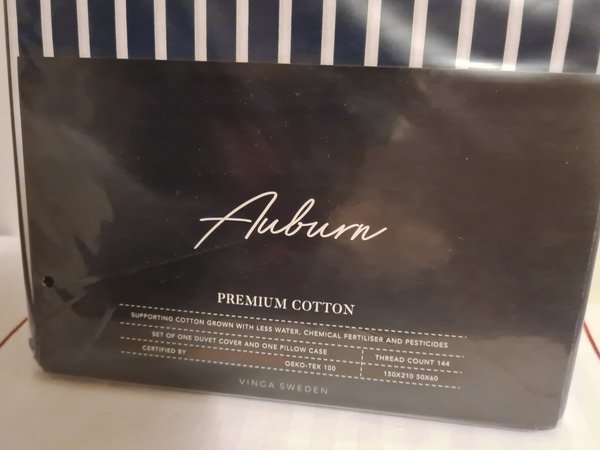 Auburn
PREMIUM COTTON
SUPPORTING COTTON GROWN WITH LESS WATER, CHEMICAL FERTILISER AND PESTICIDES
SET OF ONE DUVET COVER AND ONE PILLOW CASE THREAD COUNT 144
CERTIFIED BY OEKO-TEX 100 150X210 50X60
VINGA SWEDEN